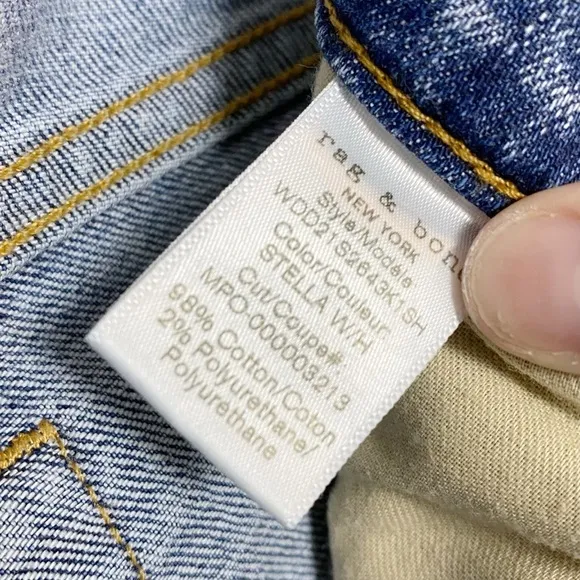 rag & bone
NEW YORK
Style/Modèle
WDD21S2643K1SH
Color/Couleur:
STELLA W/H
Cut/Coupe#:
MPO-000003213
98% Cotton/Coton
2% Polyurethane/
Polyurethane